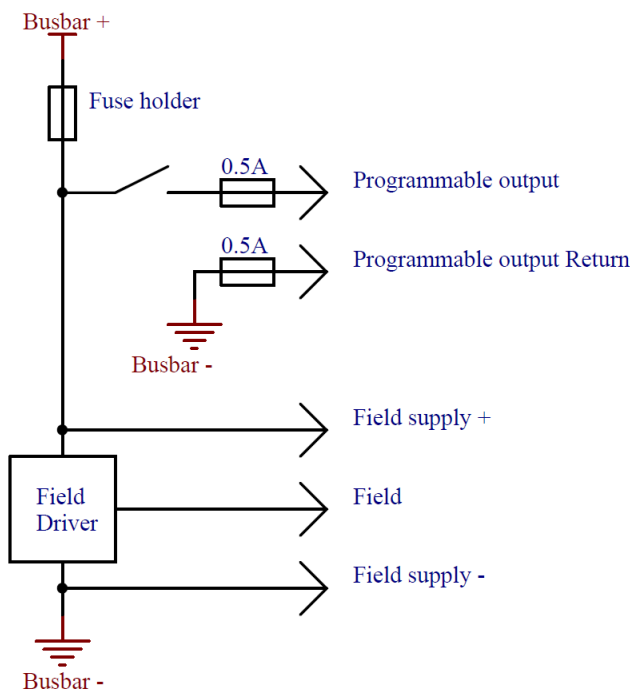 Busbar +
Fuse holder
0.5A
Programmable output
0.5A
Programmable output Return
Busbar -
Field supply +
Field
Driver
Field
Field supply -
Busbar -